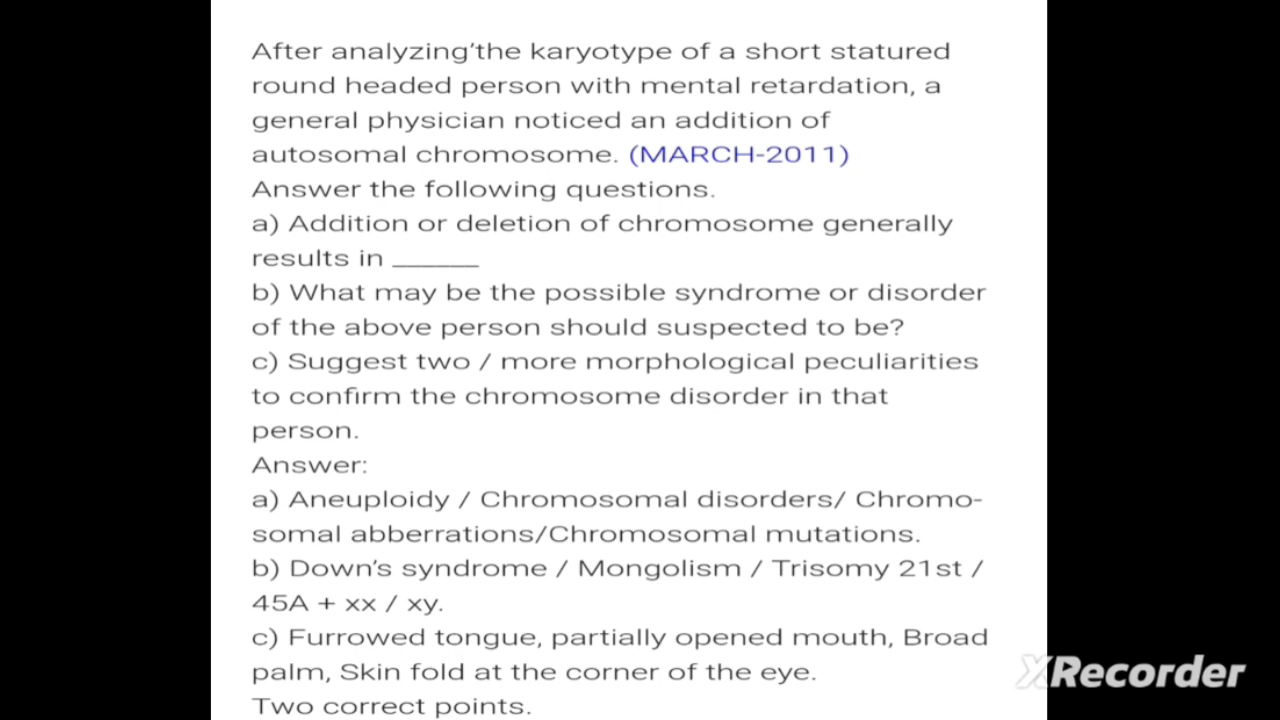 After analyzing'the karyotype of a short statured
round headed person with mental retardation, a
general physician noticed an addition of
autosomal chromosome. (MARCH-2011)
Answer the following questions.
a) Addition or deletion of chromosome generally
results in ______
b) What may be the possible syndrome or disorder
of the above person should suspected to be?
c) Suggest two / more morphological peculiarities
to confirm the chromosome disorder in that
person.
Answer:
a) Aneuploidy / Chromosomal disorders/ Chromo-
somal abberrations/Chromosomal mutations.
b) Down's syndrome / Mongolism / Trisomy 21st /
45A + xx / xy.
c) Furrowed tongue, partially opened mouth, Broad
palm, Skin fold at the corner of the eye.
Two correct points.
XRecorder